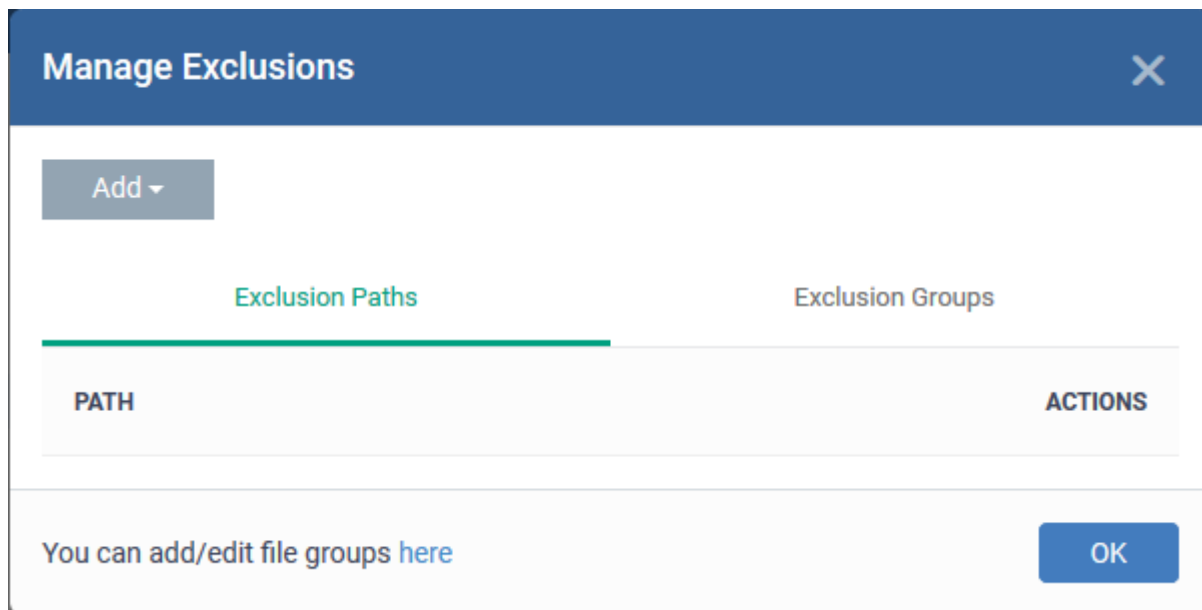 Manage Exclusions
Add
Exclusion Paths Exclusion Groups
PATH ACTIONS
You can add/edit file groups here OK